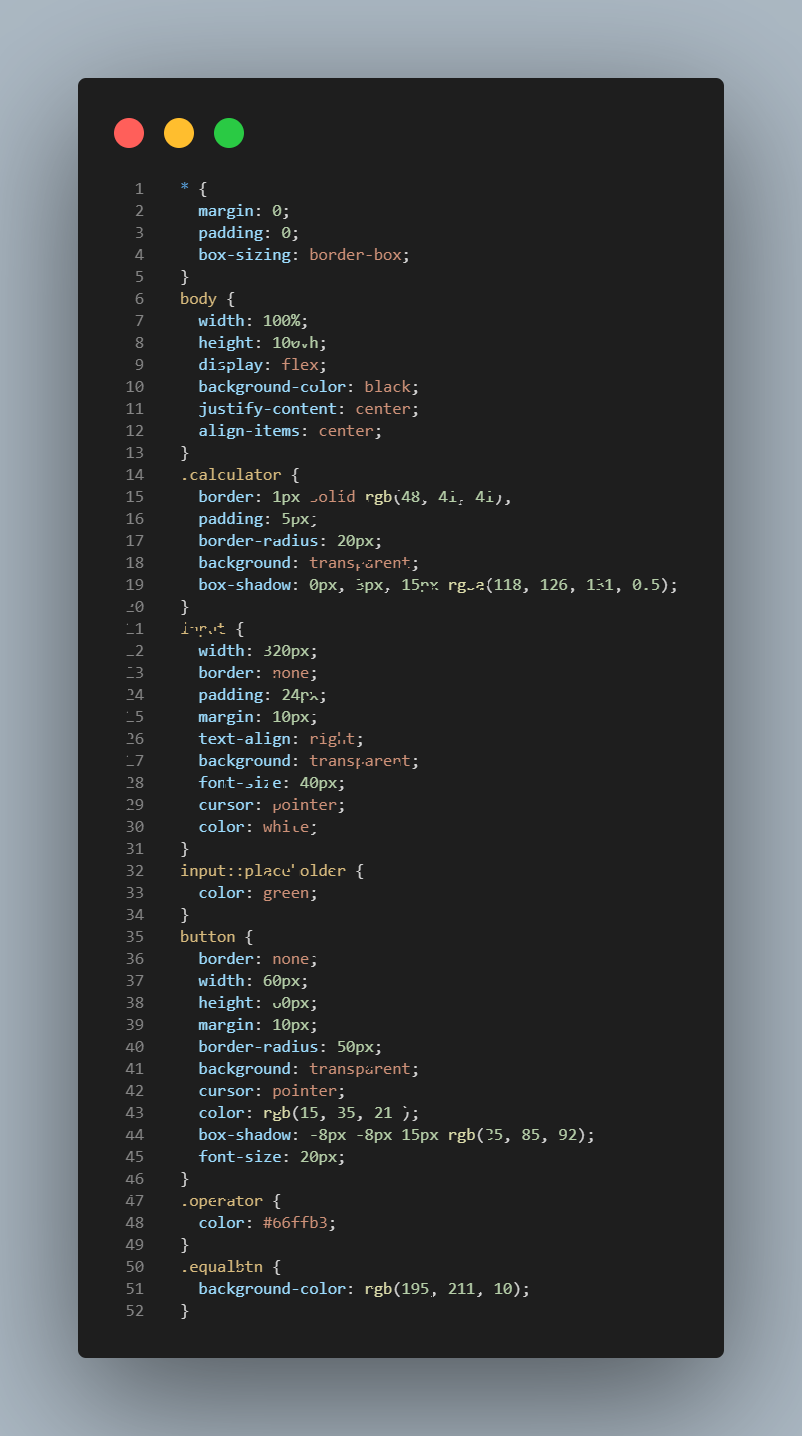 1 * {
2 margin: 0;
3 padding: 0;
4 box-sizing: border-box;
5 }
6 body {
7 width: 100%;
8 height: 100vh;
9 display: flex;
10 background-color: black;
11 justify-content: center;
12 align-items: center;
13 }
14 .calculator {
15 border: 1px solid rgb(48, 41, 41);
16 padding: 5px;
17 border-radius: 20px;
18 background: transparent;
19 box-shadow: 0px, 3px, 15px rgba(118, 126, 131, 0.5);
20 }
21 input {
22 width: 320px;
23 border: none;
24 padding: 24px;
25 margin: 10px;
26 text-align: right;
27 background: transparent;
28 font-size: 40px;
29 cursor: pointer;
30 color: white;
31 }
32 input::placeholder {
33 color: green;
34 }
35 button {
36 border: none;
37 width: 60px;
38 height: 60px;
39 margin: 10px;
40 border-radius: 50px;
41 background: transparent;
42 cursor: pointer;
43 color: rgb(15, 35,
44 box-shadow: -8px -8px 15px 85, 92);
45 font-size: 20px;
46 }
47 .operator {
48 color: #66ffb3;
49 }
50 .equalbtn {
51 background-color: rgb(195, 211, 10);
52 }